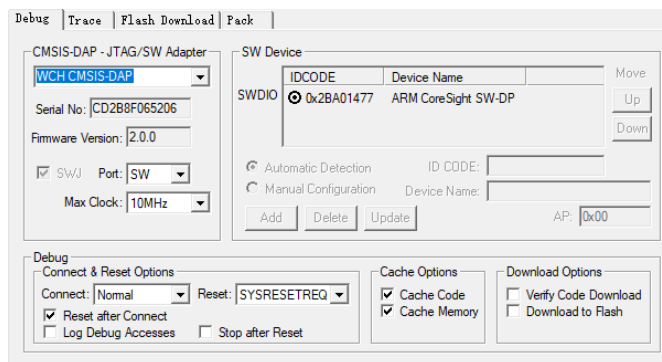 Debug Trace Flash Download Pack
CMSIS-DAP - JTAG/SW Adapter
WCH CMSIS-DAP
Serial No: CD2B8F065206
Firmware Version: 2.0.0
SWJ Port: SW
Max Clock: 10MHz
SW Device
IDCODE Device Name Move
SWDIO 0x2BA01477 ARM CoreSight SW-DP Up
Down
Automatic Detection ID CODE:
Manual Configuration Device Name:
Add Delete Update AP: 0x00
Debug
Connect & Reset Options
Connect: Normal Reset: SYSRESETREQ
Reset after Connect
Log Debug Accesses Stop after Reset
Cache Options
Cache Code
Cache Memory
Download Options
Verify Code Download
Download to Flash